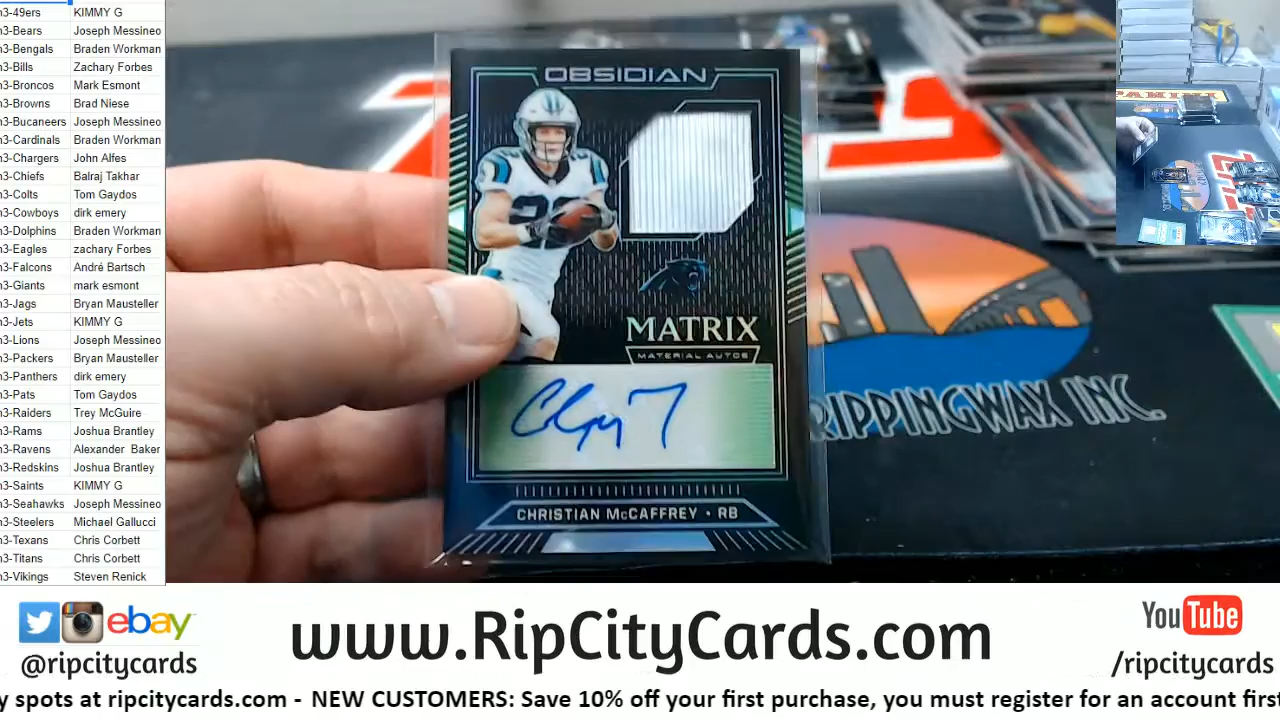 n3-49ers KIMMY G
n3-Bears Joseph Messineo
n3-Bengals Braden Workman
n3-Bills Zachary Forbes
n3-Broncos Mark Esmont
n3-Browns Brad Niese
n3-Bucaneers Joseph Messineo
n3-Cardinals Braden Workman
n3-Chargers John Alfes
n3-Chiefs Balraj Takhar
n3-Colts Tom Gaydos
n3-Cowboys dirk emery
n3-Dolphins Braden Workman
n3-Eagles zachary Forbes
n3-Falcons André Bartsch
n3-Giants mark esmont
n3-Jags Bryan Mausteller
n3-Jets KIMMY G
n3-Lions Joseph Messineo
n3-Packers Bryan Mausteller
n3-Panthers dirk emery
n3-Pats Tom Gaydos
n3-Raiders Trey McGuire
n3-Rams Joshua Brantley
n3-Ravens Alexander Baker
n3-Redskins Joshua Brantley
n3-Saints KIMMY G
n3-Seahawks Joseph Messineo
n3-Steelers Michael Gallucci
n3-Texans Chris Corbett
n3-Titans Chris Corbett
n3-Vikings Steven Renick
OBSIDIAN
22
MATRIX
MATERIAL AUTOS
CHRISTIAN McCAFFREY • RB
RIPPINGWAX INC.
PANINI
ebay
@ripcitycards
www.RipCityCards.com
YouTube
/ripcitycards
y spots at ripcitycards.com - NEW CUSTOMERS: Save 10% off your first purchase, you must register for an account first